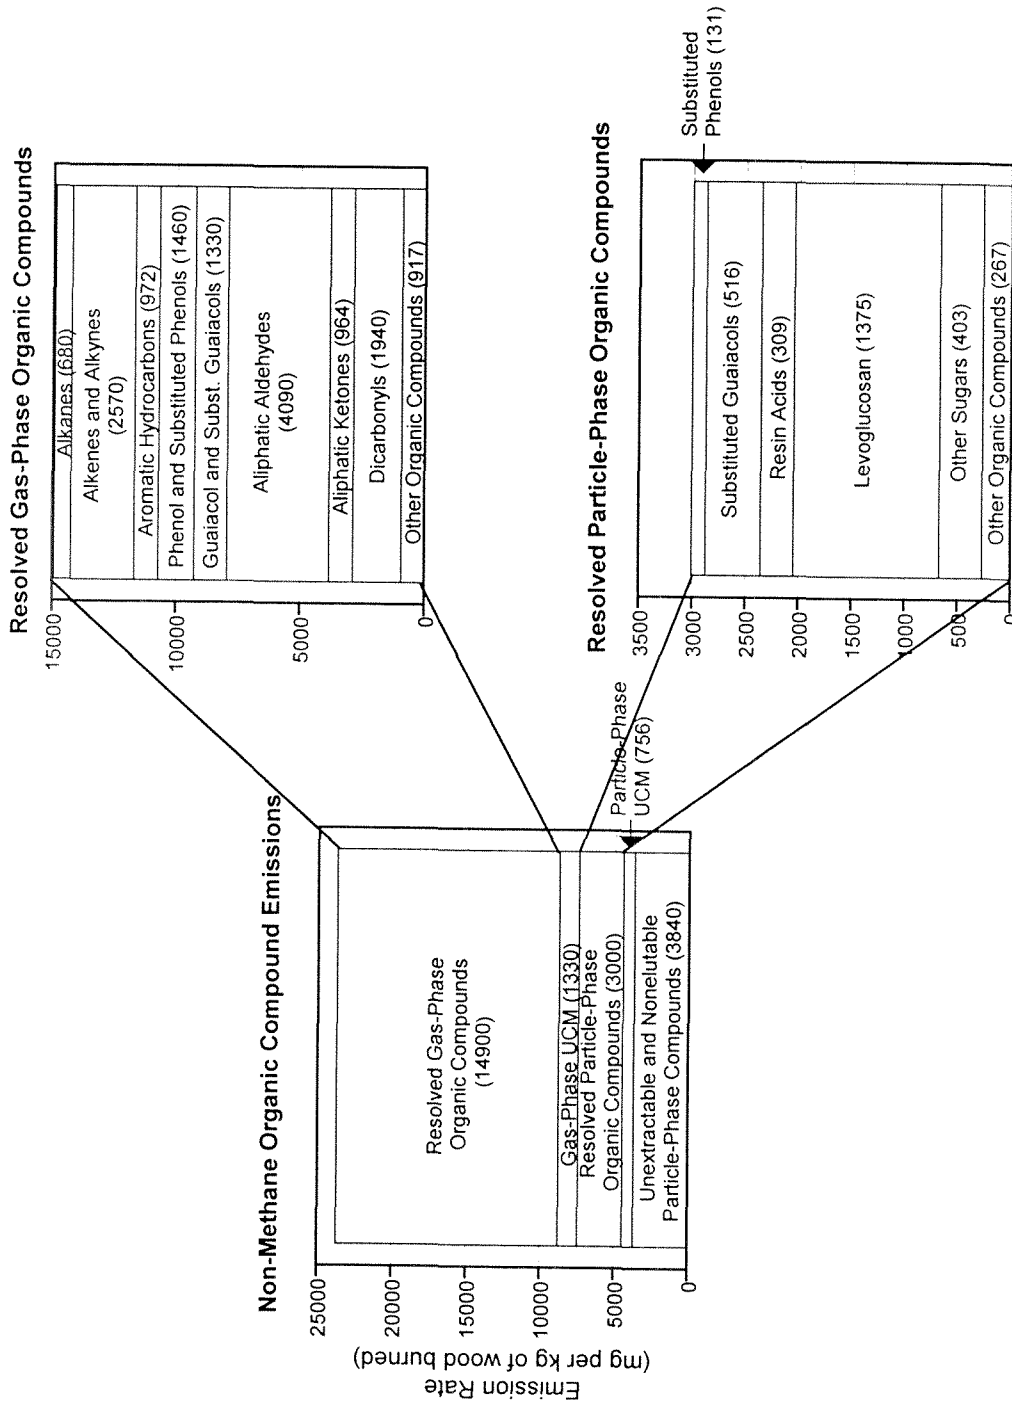 Non-Methane Organic Compound Emissions
Emission Rate
(mg per kg of wood burned)
25000
20000
15000
10000
5000
0
Resolved Gas-Phase
Organic Compounds
(14900)
Gas-Phase UCM (1330)
Resolved Particle-Phase
Organic Compounds (3000)
Particle-Phase
UCM (756)
Unextractable and Nonelutable
Particle-Phase Compounds (3840)
Resolved Gas-Phase Organic Compounds
15000
10000
5000
0
Alkanes (680)
Alkenes and Alkynes
(2570)
Aromatic Hydrocarbons (972)
Phenol and Substituted Phenols (1460)
Guaiacol and Subst. Guaiacols (1330)
Aliphatic Aldehydes
(4090)
Aliphatic Ketones (964)
Dicarbonyls (1940)
Other Organic Compounds (917)
Resolved Particle-Phase Organic Compounds
3500
3000
2500
2000
1500
1000
500
0
Substituted
Phenols (131)
Substituted Guaiacols (516)
Resin Acids (309)
Levoglucosan (1375)
Other Sugars (403)
Other Organic Compounds (267)